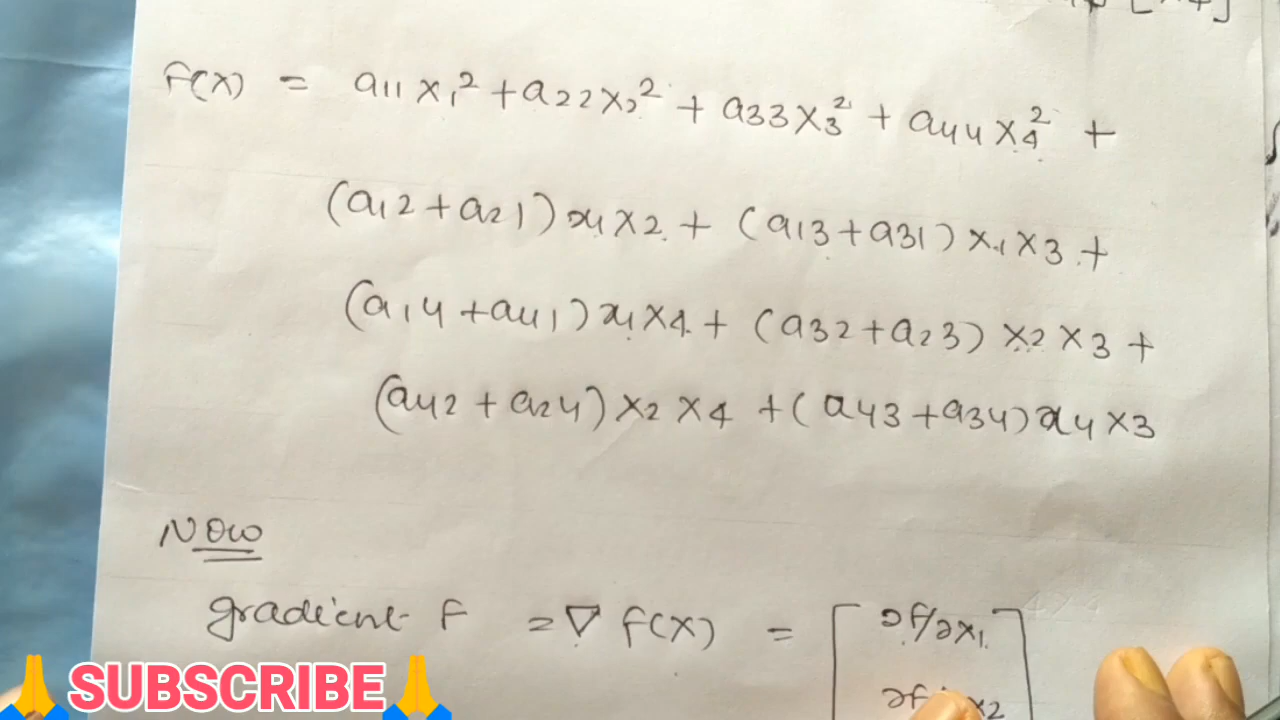 F(X) = a11 x1² + a22 x2² + a33 x3² + a44 x4² +
(a12 + a21) x1 x2 + (a13 + a31) x1 x3 +
(a14 + a41) x1 x4 + (a32 + a23) x2 x3 +
(a42 + a24) x2 x4 + (a43 + a34) x4 x3
Now
gradient F = ∇ F(X) = [ ∂f/∂x1 ]
∂f x2
🙏SUBSCRIBE🙏